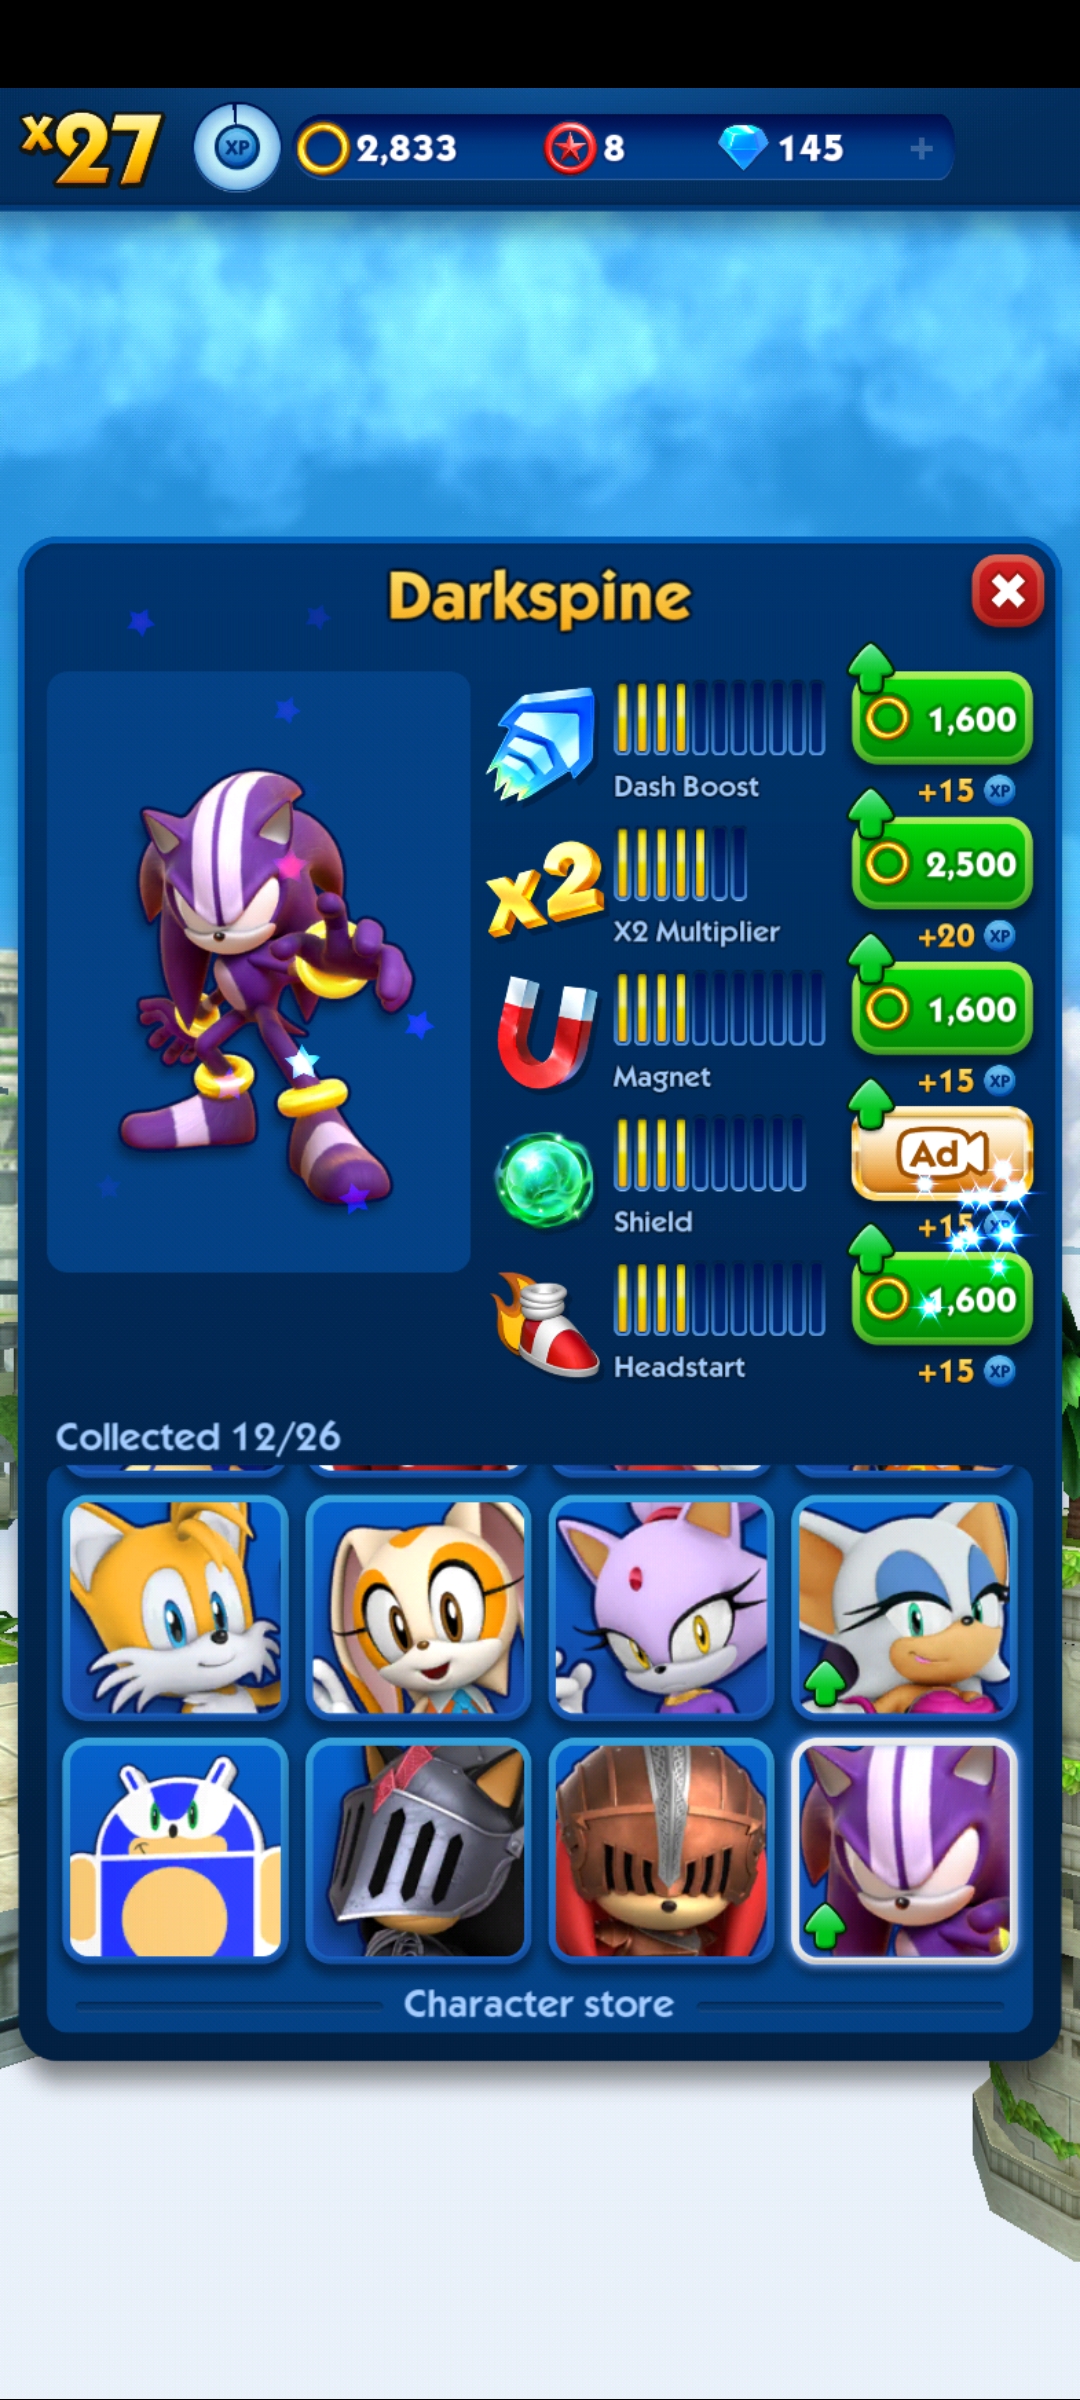 x27 XP 2,833 8 145 +
Darkspine
1,600
Dash Boost
+15 XP
x2
2,500
X2 Multiplier
+20 XP
1,600
Magnet
+15 XP
Ad
Shield
+15 XP
1,600
Headstart
+15 XP
Collected 12/26
Character store